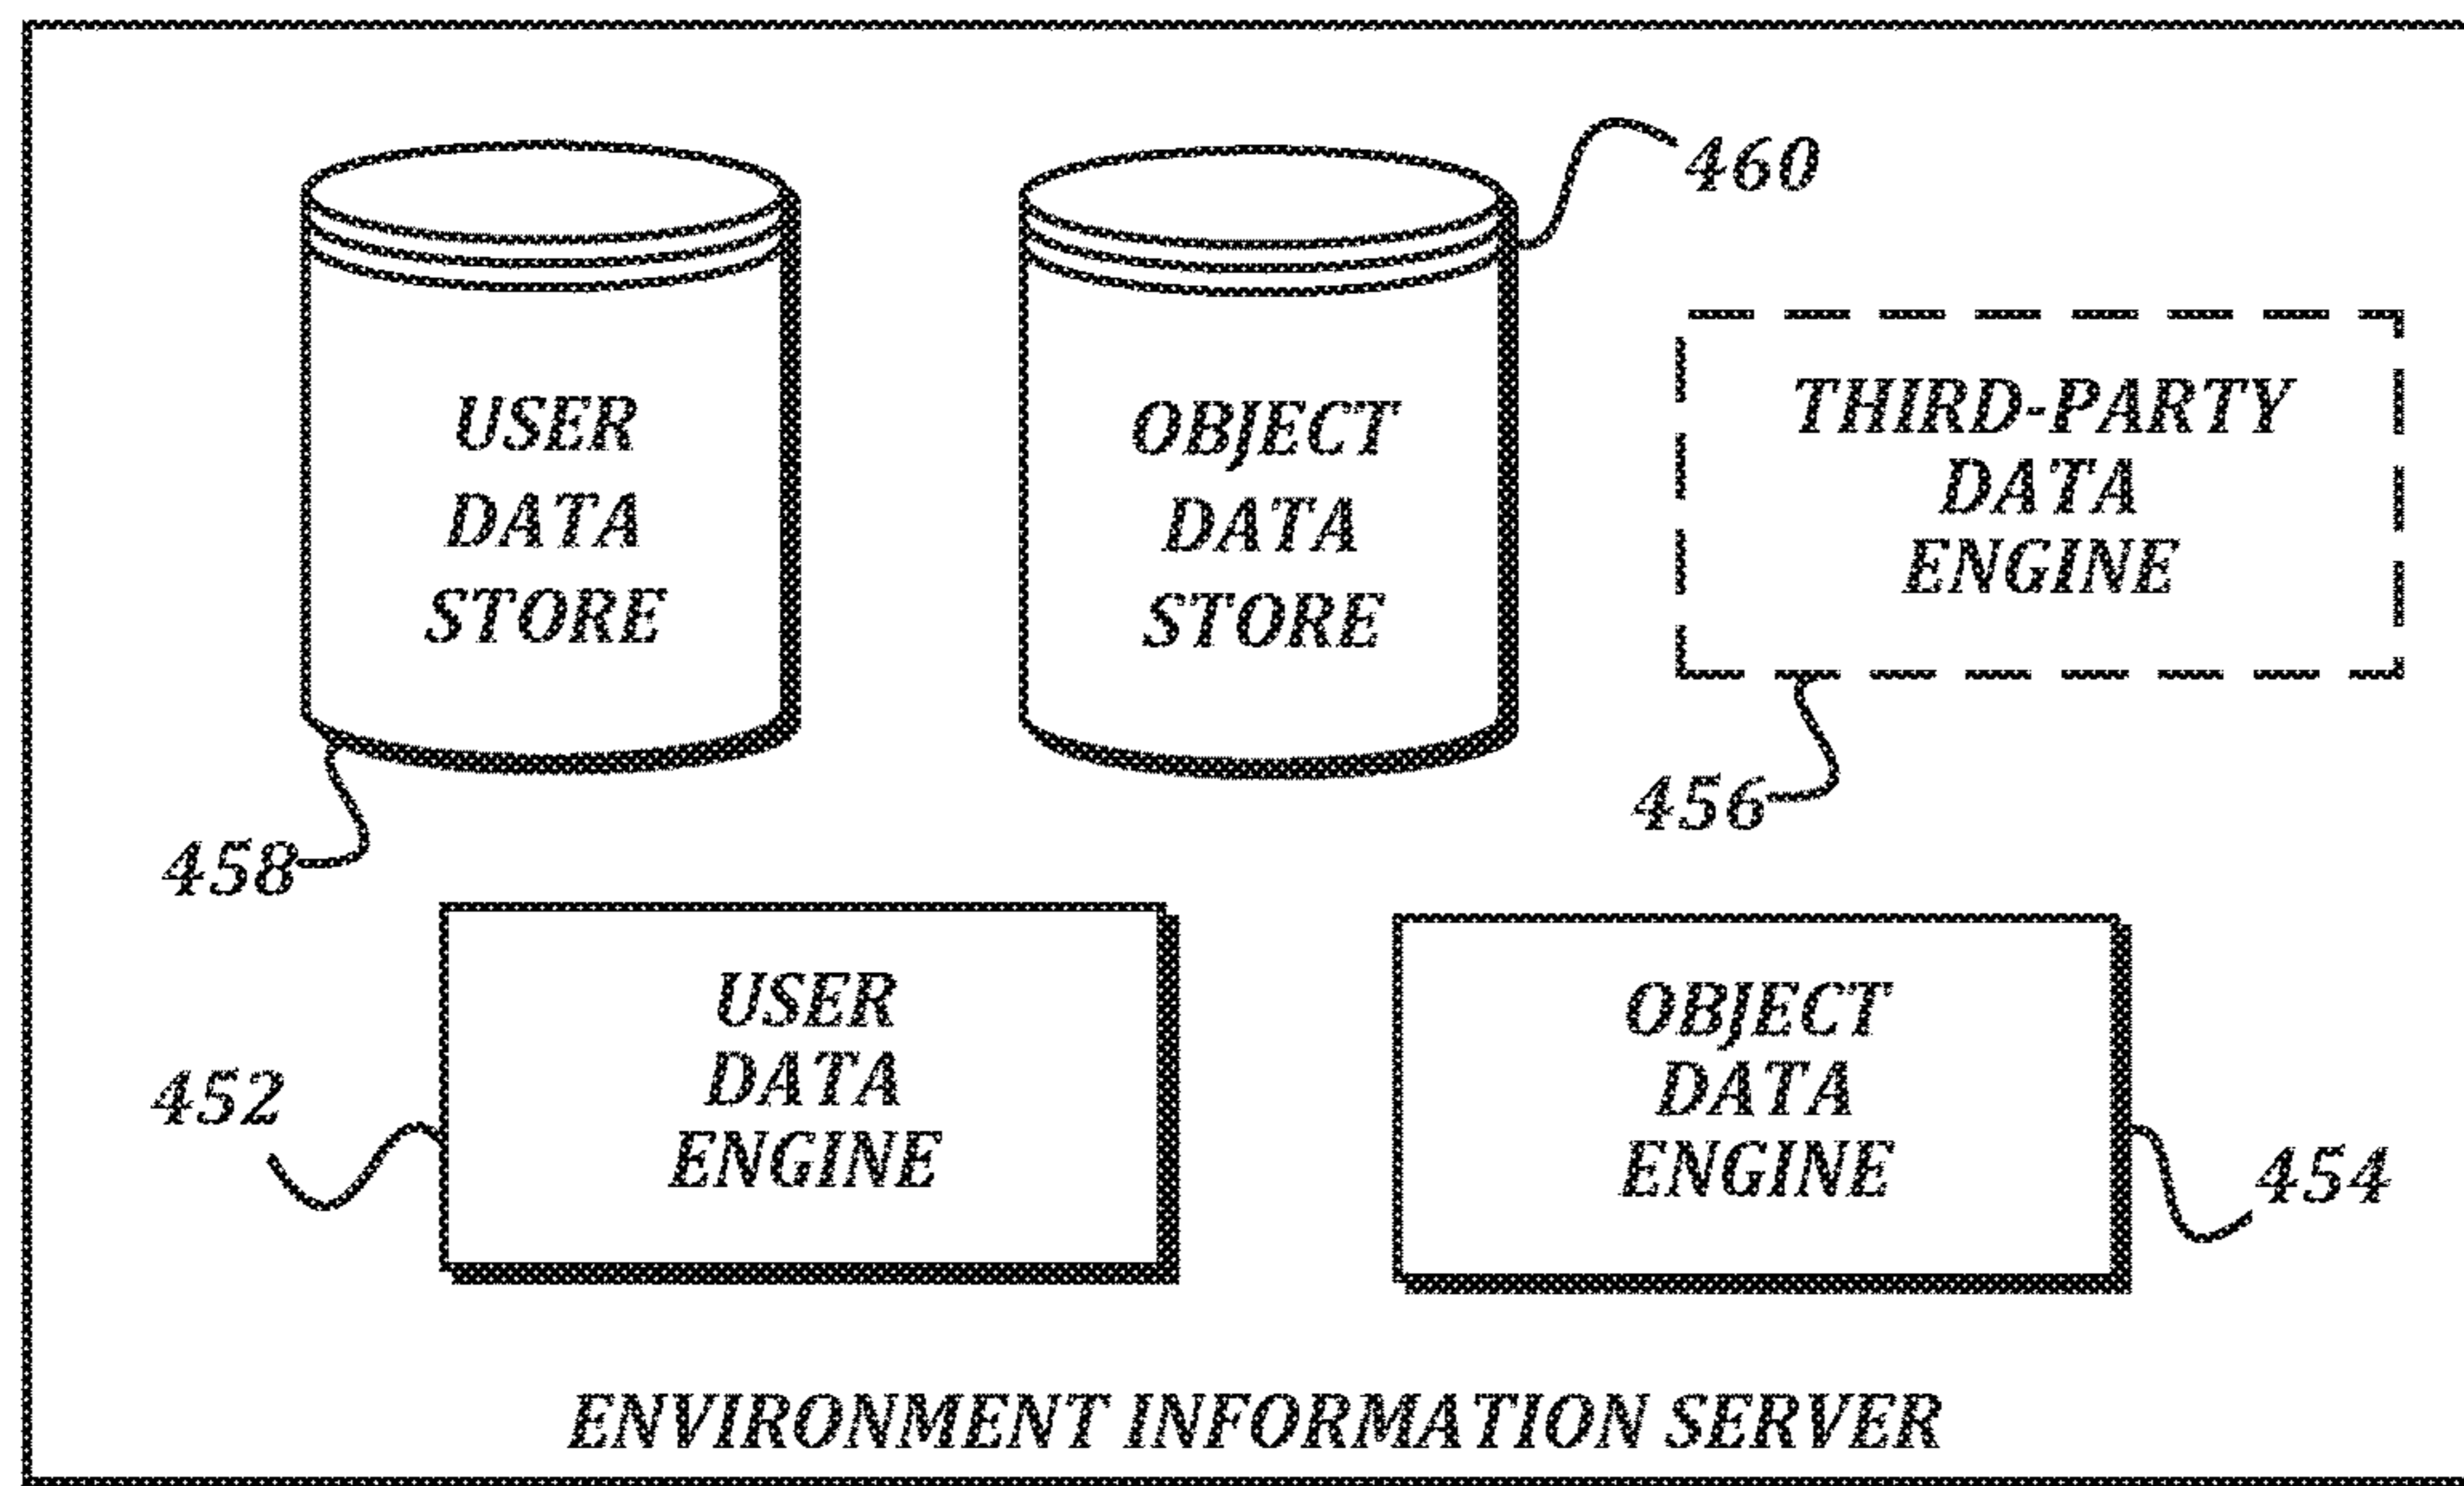 460
USER
DATA
STORE
OBJECT
DATA
STORE
THIRD-PARTY
DATA
ENGINE
458
456
USER
DATA
ENGINE
452
OBJECT
DATA
ENGINE
454
ENVIRONMENT INFORMATION SERVER